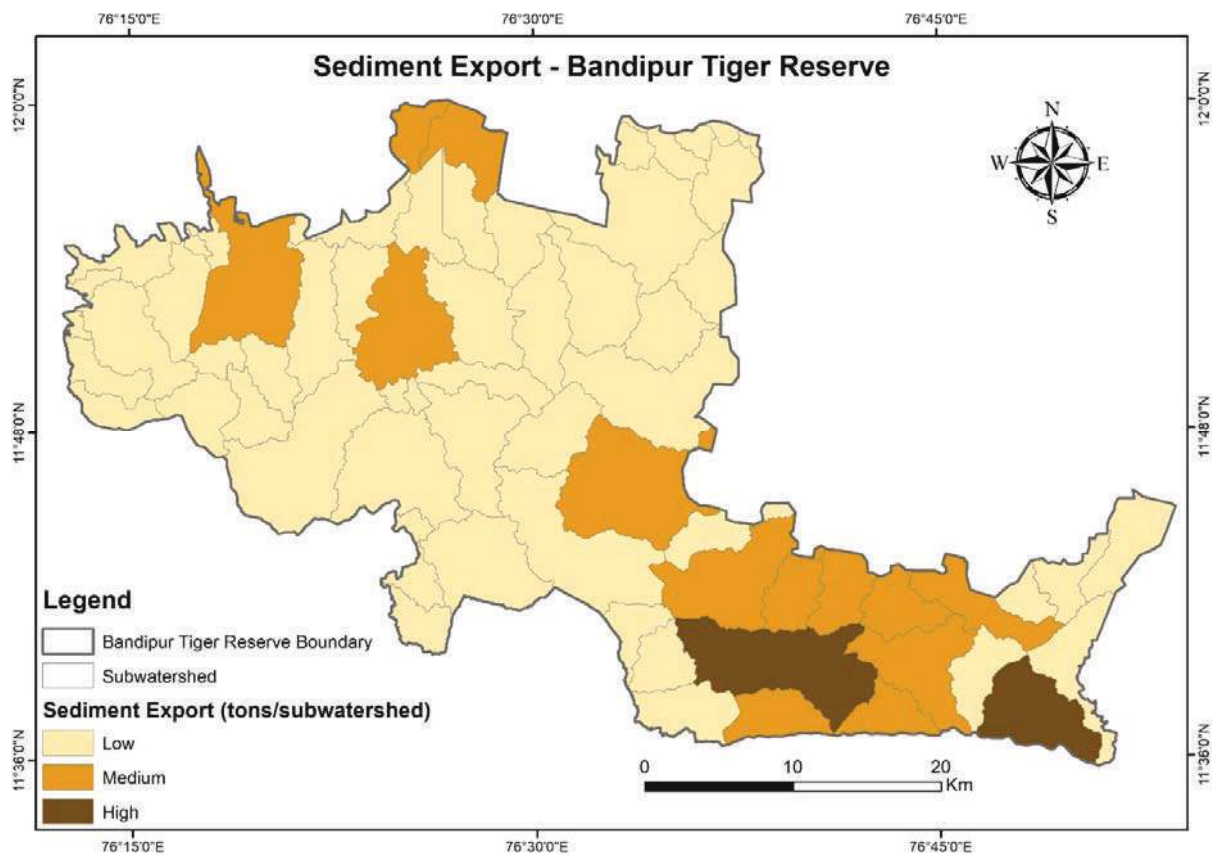 76°15'0"E
76°30'0"E
76°45'0"E
Sediment Export - Bandipur Tiger Reserve
12°0'0"N
12°0'0"N
N
W
E
S
11°48'0"N
11°48'0"N
Legend
Bandipur Tiger Reserve Boundary
Subwatershed
Sediment Export (tons/subwatershed)
Low
Medium
High
11°36'0"N
11°36'0"N
0
10
20
Km
76°15'0"E
76°30'0"E
76°45'0"E